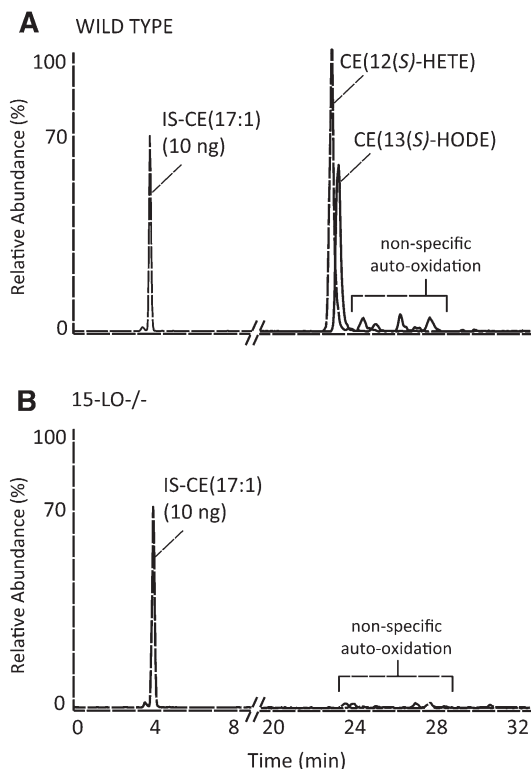 A WILD TYPE
Relative Abundance (%)
100
70
0
IS-CE(17:1)
(10 ng)
CE(12(S)-HETE)
CE(13(S)-HODE)
non-specific
auto-oxidation
B 15-LO-/-
Relative Abundance (%)
100
70
0
IS-CE(17:1)
(10 ng)
non-specific
auto-oxidation
0 4 8 20 24 28 32
Time (min)